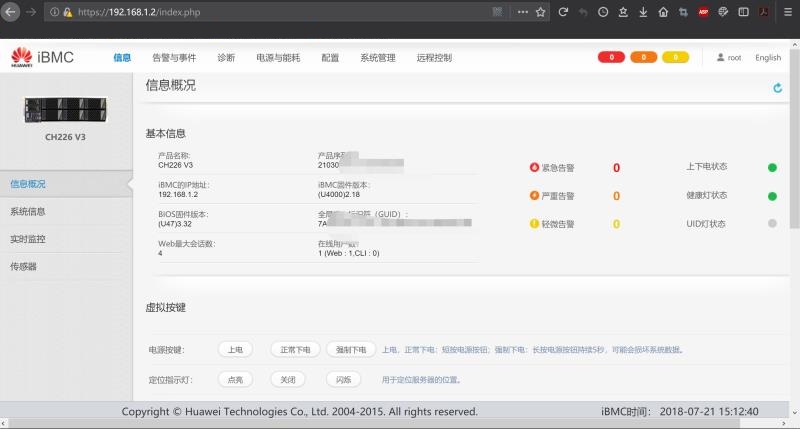 https://192.168.1.2/index.php
HUAWEI
iBMC 信息 告警与事件 诊断 电源与能耗 配置 系统管理 远程控制 0 0 0 root English
CH226 V3
信息概况
系统信息
实时监控
传感器
信息概况
基本信息
产品名称: 产品序列
CH226 V3 21030
iBMC的IP地址: iBMC固件版本:
192.168.1.2 (U4000)2.18
BIOS固件版本: 全局 (GUID):
(U47)3.32 7A
Web最大会话数: 在线用户数:
4 1 (Web : 1,CLI : 0)
紧急告警 0 上下电状态
严重告警 0 健康灯状态
轻微告警 0 UID灯状态
虚拟按键
电源按键: 上电 正常下电 强制下电 上电，正常下电: 短按电源按钮; 强制下电: 长按电源按钮持续5秒，可能会损坏系统数据。
定位指示灯: 点亮 关闭 闪烁 用于定位服务器的位置。
Copyright © Huawei Technologies Co., Ltd. 2004-2015. All rights reserved. iBMC时间: 2018-07-21 15:12:40